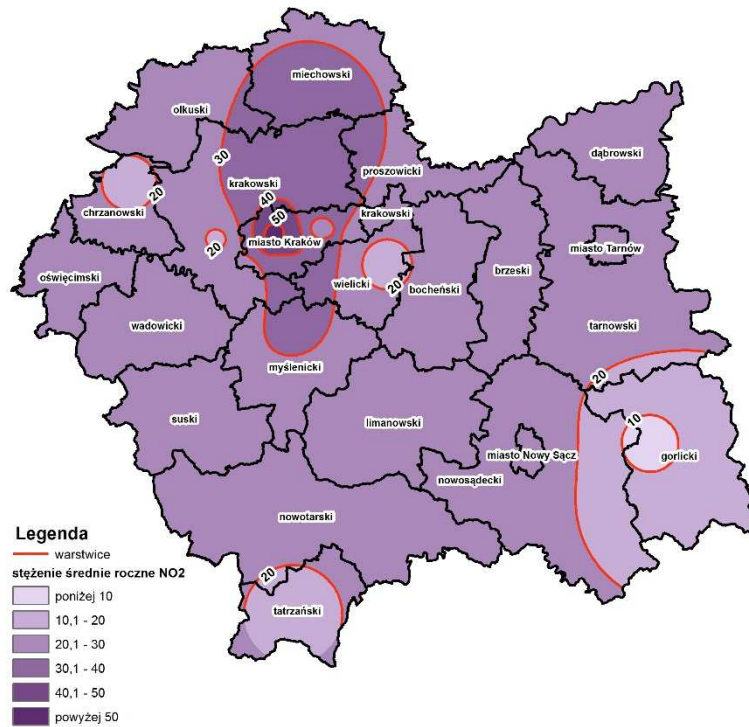 miechowski
olkuski
dąbrowski
30
proszowicki
krakowski
20
chrzanowski
40
krakowski
50
miasto Kraków
miasto Tarnów
20
oświęcimski
wielicki
20
bocheński
brzeski
wadowicki
tarnowski
myślenicki
20
suski
limanowski
10
miasto Nowy Sącz
gorlicki
nowosądecki
nowotarski
20
tatrzański
Legenda
warstwice
stężenie średnie roczne NO2
poniżej 10
10,1 - 20
20,1 - 30
30,1 - 40
40,1 - 50
powyżej 50